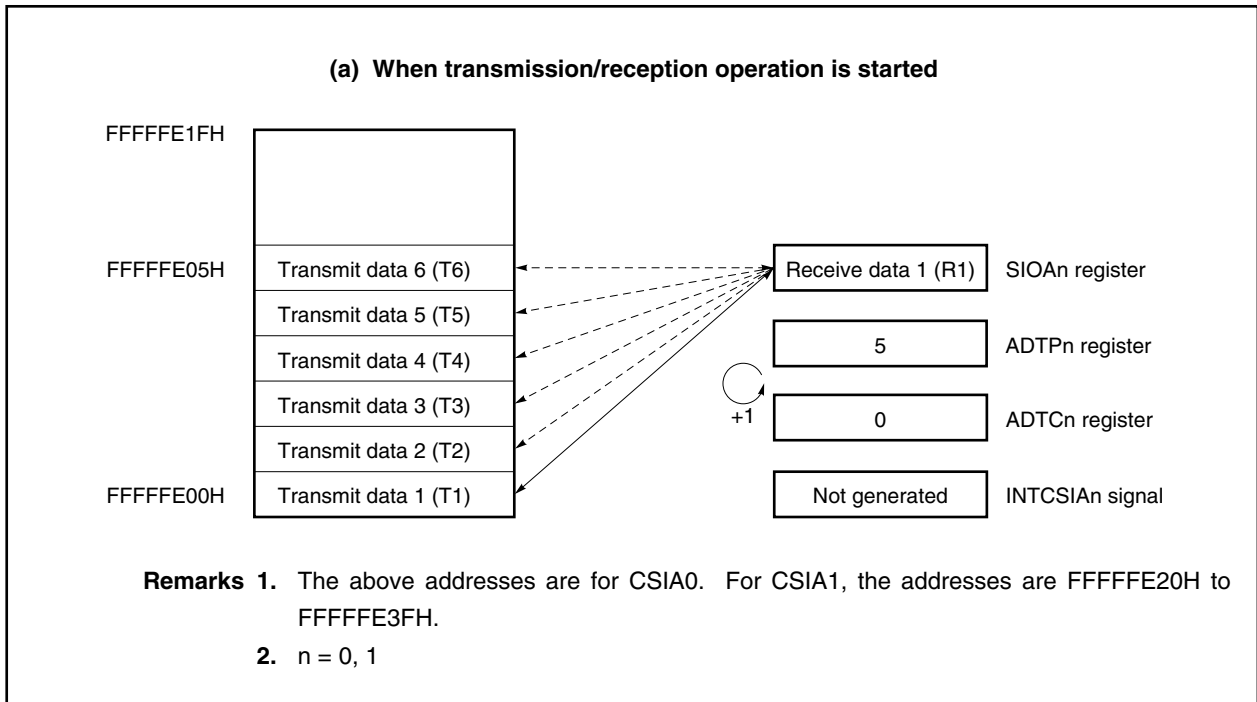 (a) When transmission/reception operation is started
FFFFFE1FH
FFFFFE05H
Transmit data 6 (T6)
Receive data 1 (R1)
SIOAn register
Transmit data 5 (T5)
5
ADTPn register
Transmit data 4 (T4)
Transmit data 3 (T3)
+1
0
ADTCn register
Transmit data 2 (T2)
FFFFFE00H
Transmit data 1 (T1)
Not generated
INTCSIAn signal
Remarks 1. The above addresses are for CSIA0. For CSIA1, the addresses are FFFFFE20H to
FFFFFE3FH.
2. n = 0, 1